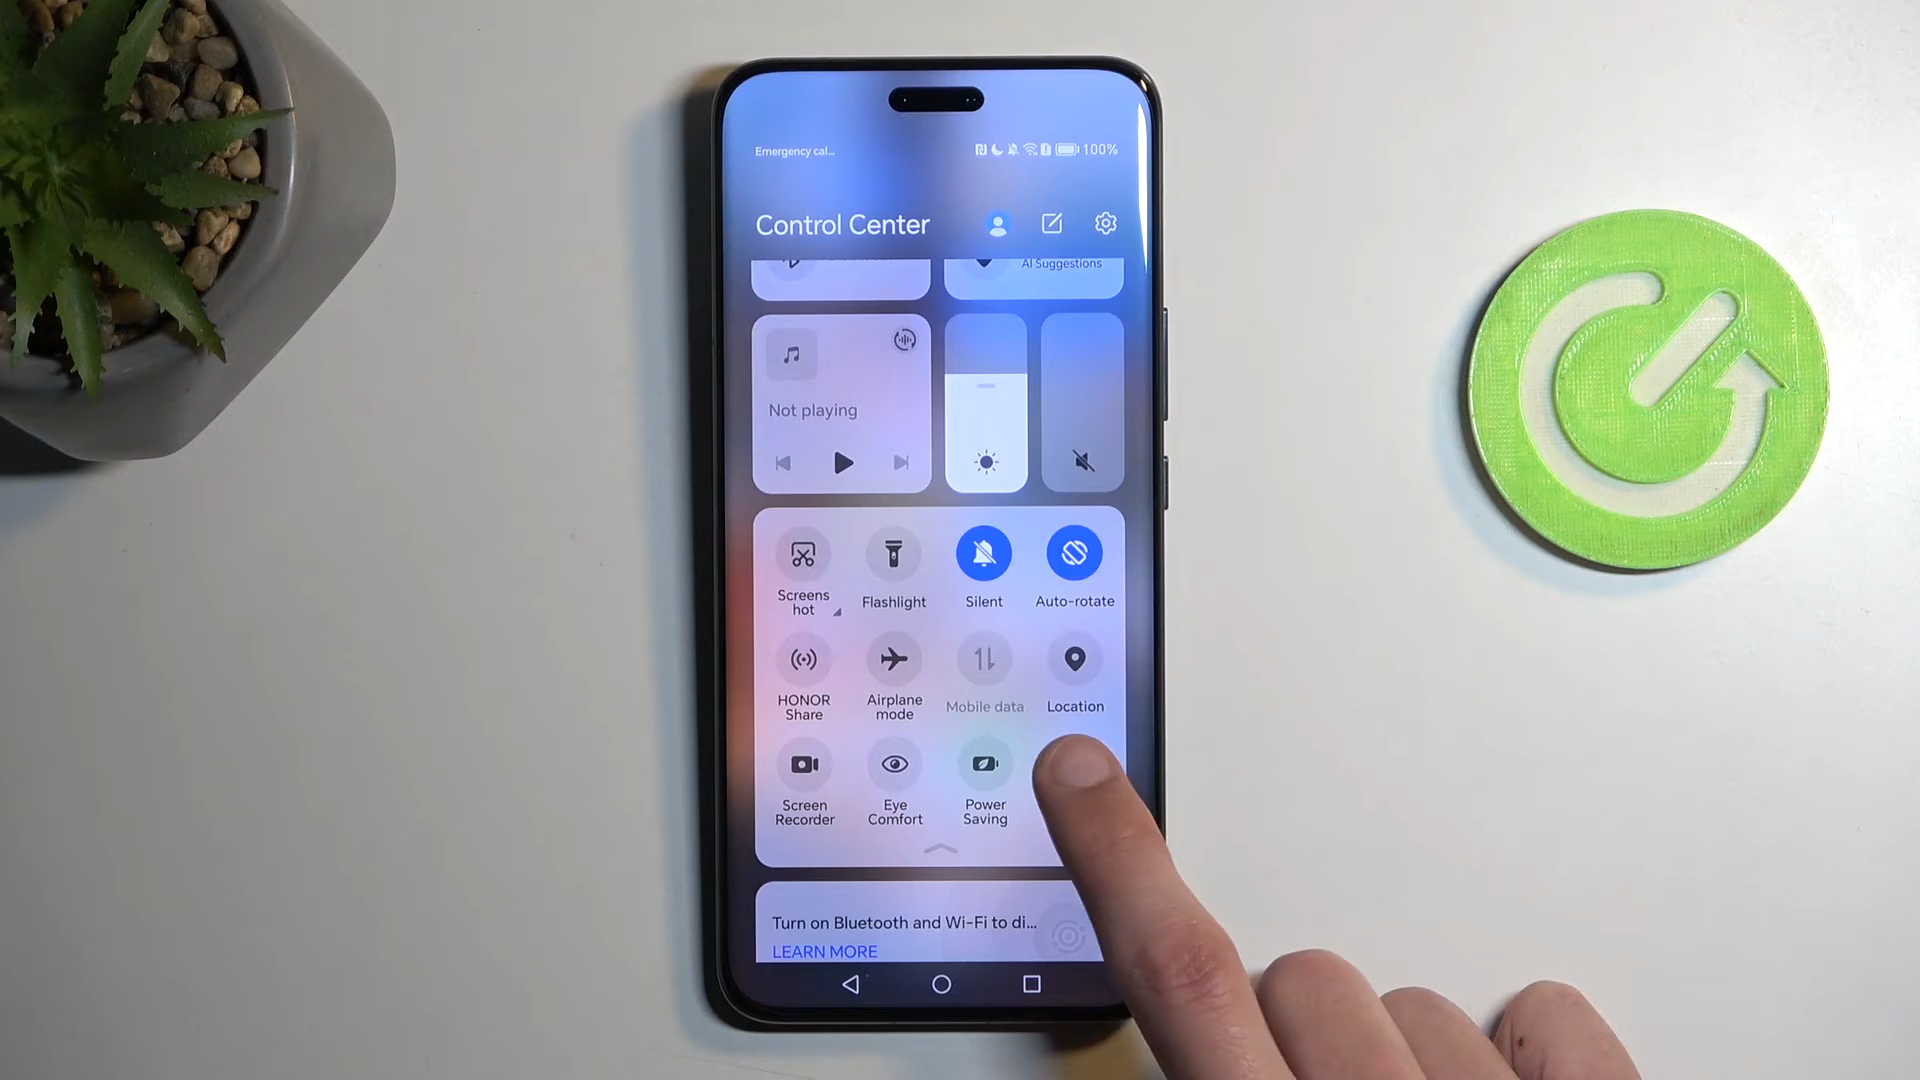 Emergency cal...
100%
Control Center
AI Suggestions
Not playing
Screens
hot
Flashlight
Silent
Auto-rotate
HONOR
Share
Airplane
mode
Mobile data
Location
Screen
Recorder
Eye
Comfort
Power
Saving
Turn on Bluetooth and Wi-Fi to di...
LEARN MORE